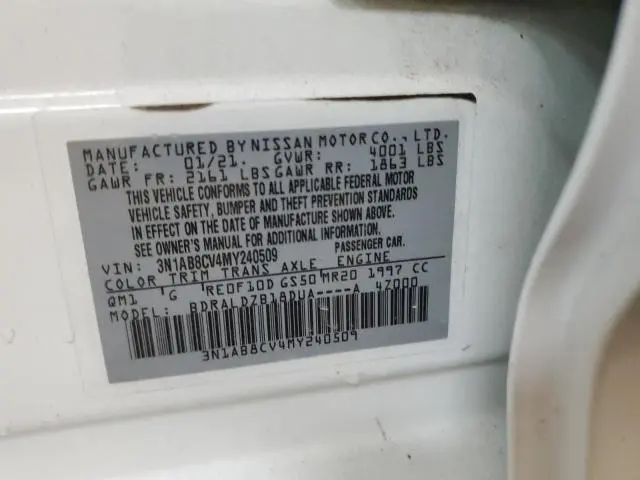 MANUFACTURED BY NISSAN MOTOR CO., LTD.
DATE: 01/21. GVWR: 4001 LBS
GAWR FR: 2161 LBS GAWR RR: 1863 LBS
THIS VEHICLE CONFORMS TO ALL APPLICABLE FEDERAL MOTOR
VEHICLE SAFETY, BUMPER AND THEFT PREVENTION STANDARDS
IN EFFECT ON THE DATE OF MANUFACTURE SHOWN ABOVE.
SEE OWNER'S MANUAL FOR ADDITIONAL INFORMATION
VIN: 3N1AB8CV4MY240509 PASSENGER CAR.
COLOR TRIM TRANS AXLE ENGINE
QM1 G RE0F10D GS50 MR20 1997 CC
MODEL: BDRALDZB18DUA----A 4Z000
3N1AB8CV4MY240509